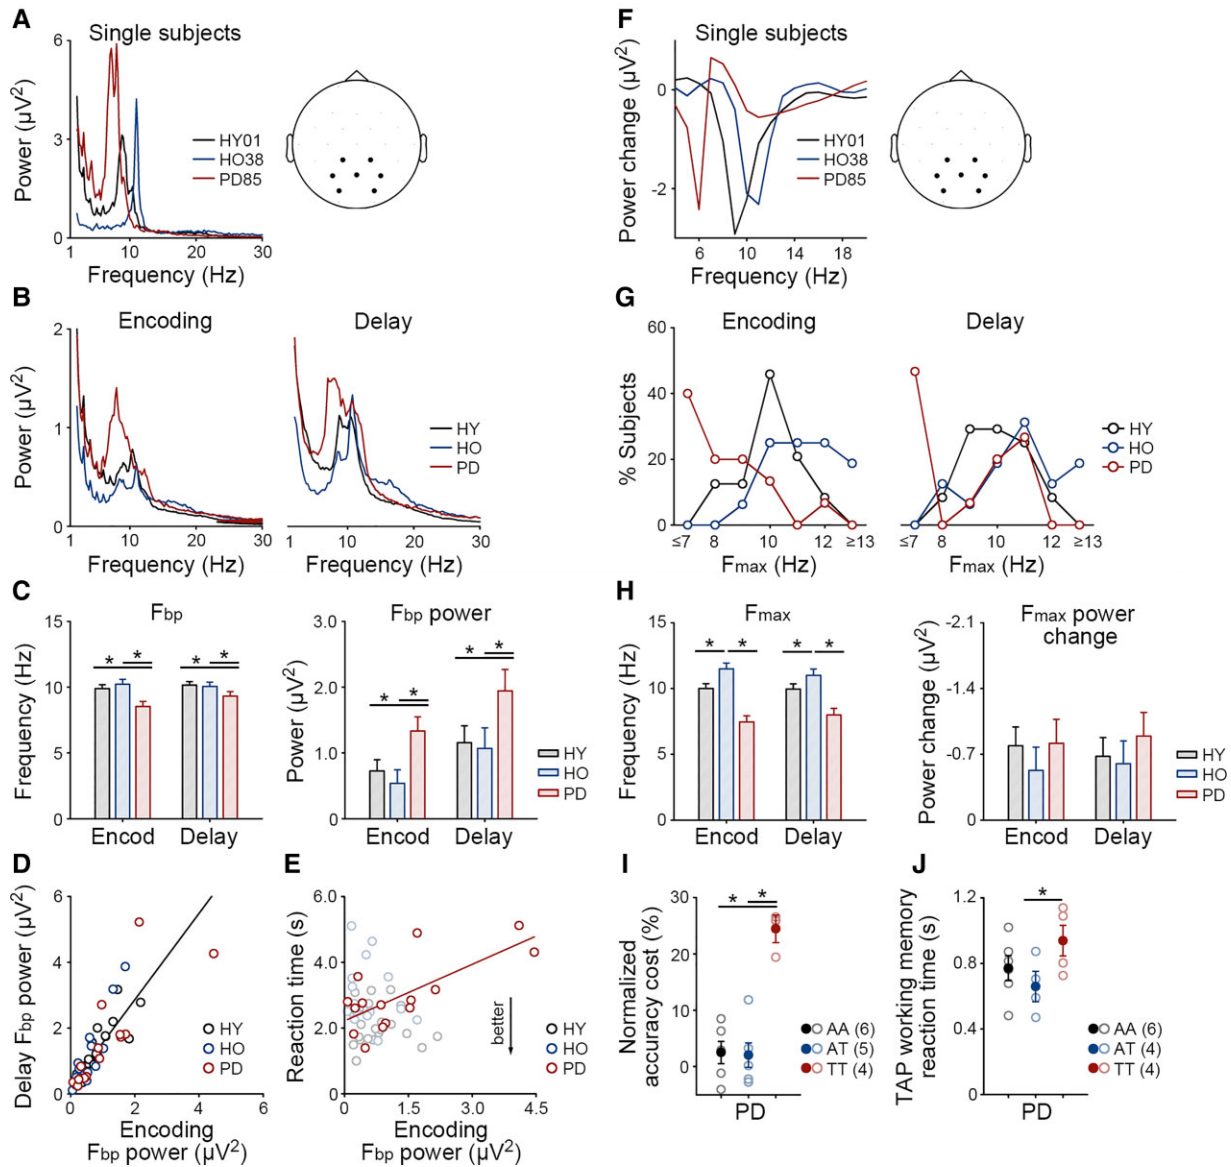 A
Single subjects
Power (µV²)
6
3
0
1 10 20 30
Frequency (Hz)
HY01
HO38
PD85
F
Single subjects
Power change (µV²)
0
-2
6 10 14 18
Frequency (Hz)
HY01
HO38
PD85
B
Encoding
Delay
Power (µV²)
2
1
0
1 10 20 30
Frequency (Hz)
1 10 20 30
Frequency (Hz)
HY
HO
PD
G
Encoding
Delay
% Subjects
60
40
20
0
≤7 8 10 12 ≥13
Fmax (Hz)
≤7 8 10 12 ≥13
Fmax (Hz)
HY
HO
PD
C
Fbp
Frequency (Hz)
15
10
5
0
* *
* *
Encod Delay
Fbp power
Power (µV²)
3.0
2.0
1.0
0
* *
* *
Encod Delay
HY
HO
PD
H
Fmax
Frequency (Hz)
15
10
5
0
* * * *
Encod Delay
Fmax power
change
Power change (µV²)
-2.1
-1.4
-0.7
0
Encod Delay
HY
HO
PD
D
Delay Fbp power (µV²)
6
4
2
0
0 2 4 6
Encoding
Fbp power (µV²)
HY
HO
PD
E
Reaction time (s)
6.0
4.0
2.0
0
0 1.5 3.0 4.5
Encoding
Fbp power (µV²)
better
HY
HO
PD
I
Normalized
accuracy cost (%)
30
20
10
0
* *
PD
AA (6)
AT (5)
TT (4)
J
TAP working memory
reaction time (s)
1.2
0.8
0.4
0
*
PD
AA (6)
AT (4)
TT (4)